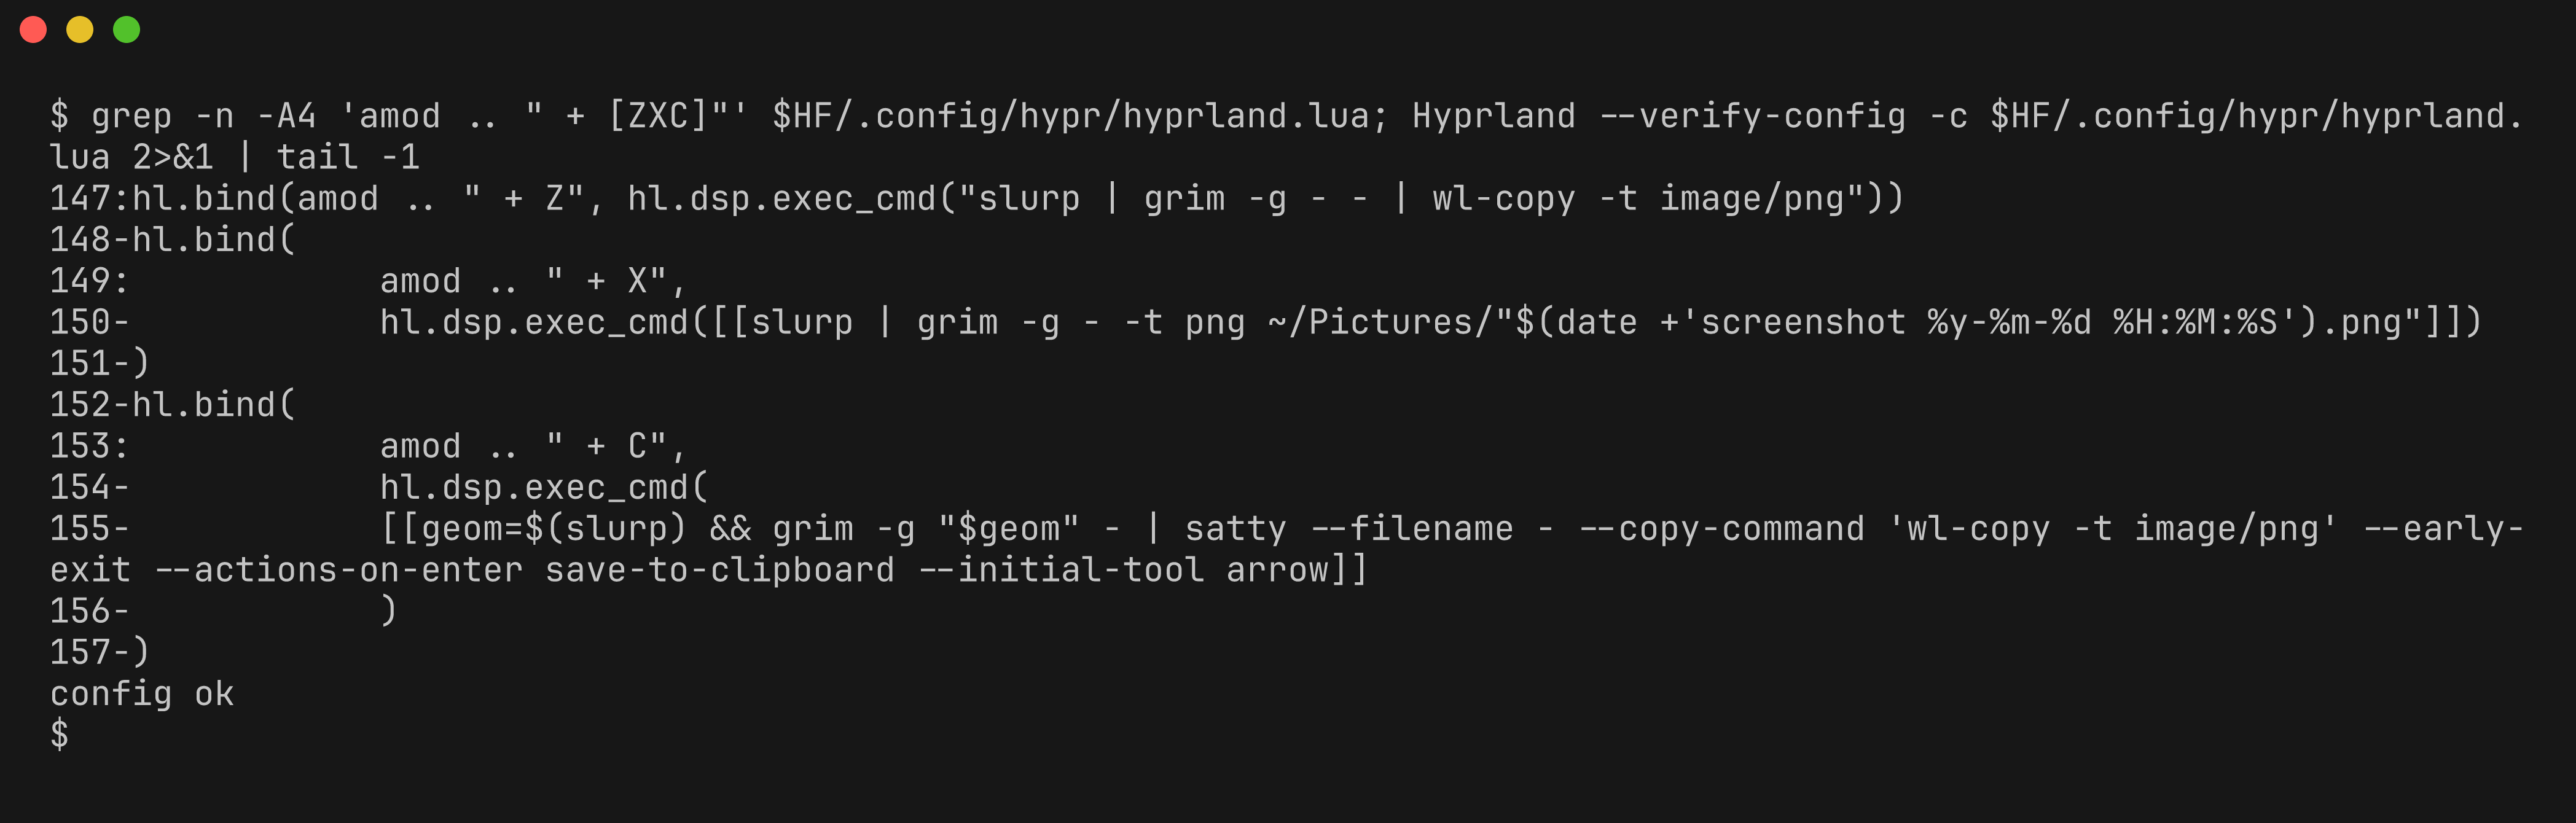 $ grep -n -A4 'amod .. " + [ZXC]"' $HF/.config/hypr/hyprland.lua; Hyprland --verify-config -c $HF/.config/hypr/hyprland.
lua 2>&1 | tail -1
147:hl.bind(amod .. " + Z", hl.dsp.exec_cmd("slurp | grim -g - - | wl-copy -t image/png"))
148-hl.bind(
149:            amod .. " + X",
150-            hl.dsp.exec_cmd([[slurp | grim -g - -t png ~/Pictures/"$(date +'screenshot %y-%m-%d %H:%M:%S').png"]])
151-)
152-hl.bind(
153:            amod .. " + C",
154-            hl.dsp.exec_cmd(
155-            [[geom=$(slurp) && grim -g "$geom" - | satty --filename - --copy-command 'wl-copy -t image/png' --early-
exit --actions-on-enter save-to-clipboard --initial-tool arrow]]
156-            )
157-)
config ok
$